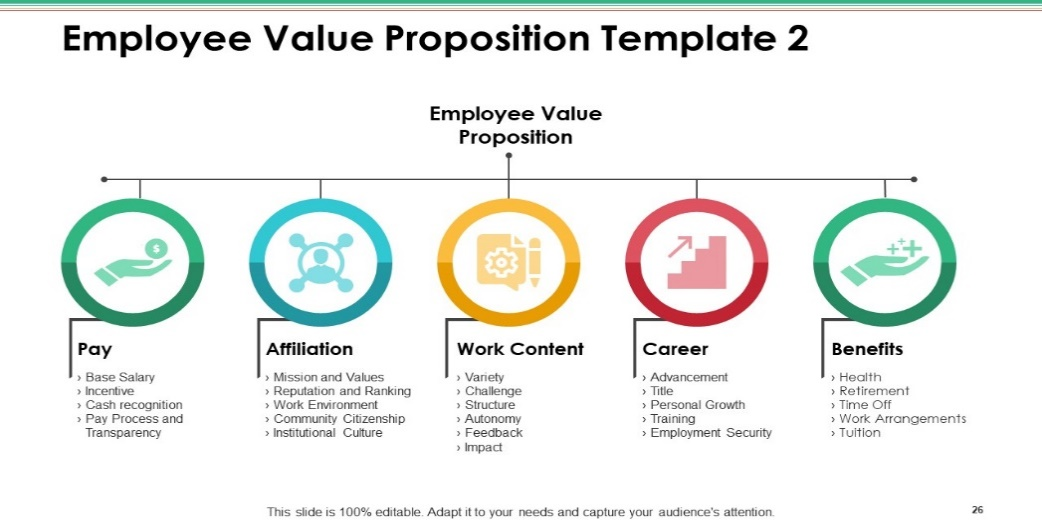 Employee Value Proposition Template 2
Employee Value
Proposition
$
Pay
› Base Salary
› Incentive
› Cash recognition
› Pay Process and
Transparency
Affiliation
› Mission and Values
› Reputation and Ranking
› Work Environment
› Community Citizenship
› Institutional Culture
Work Content
› Variety
› Challenge
› Structure
› Autonomy
› Feedback
› Impact
Career
› Advancement
› Title
› Personal Growth
› Training
› Employment Security
Benefits
› Health
› Retirement
› Time Off
› Work Arrangements
› Tuition
This slide is 100% editable. Adapt it to your needs and capture your audience's attention.
26